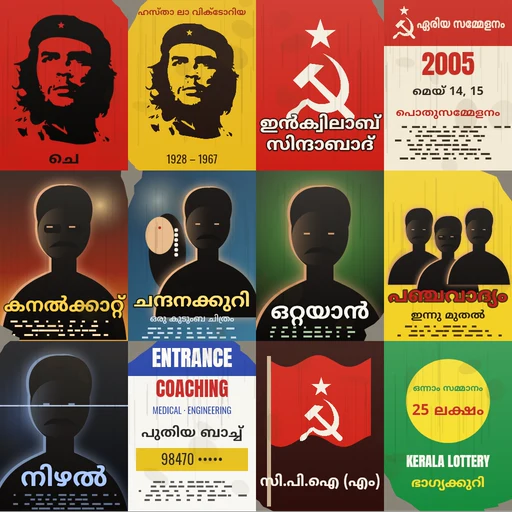 ചെ
ഹസ്താ ലാ വിക്ടോറിയ
1928 – 1967
ഇൻക്വിലാബ്
സിന്ദാബാദ്
ഏരിയ സമ്മേളനം
2005
മെയ് 14, 15
പൊതുസമ്മേളനം
കനൽക്കാറ്റ്
ചന്ദനക്കുറി
ഒരു കുടുംബ ചിത്രം
ഒറ്റയാൻ
പഞ്ചവാദ്യം
ഇന്നു മുതൽ
നിഴൽ
ENTRANCE
COACHING
MEDICAL · ENGINEERING
പുതിയ ബാച്ച്
98470 •••••
സി.പി.ഐ (എം)
ഒന്നാം സമ്മാനം
25 ലക്ഷം
KERALA LOTTERY
ഭാഗ്യക്കുറി